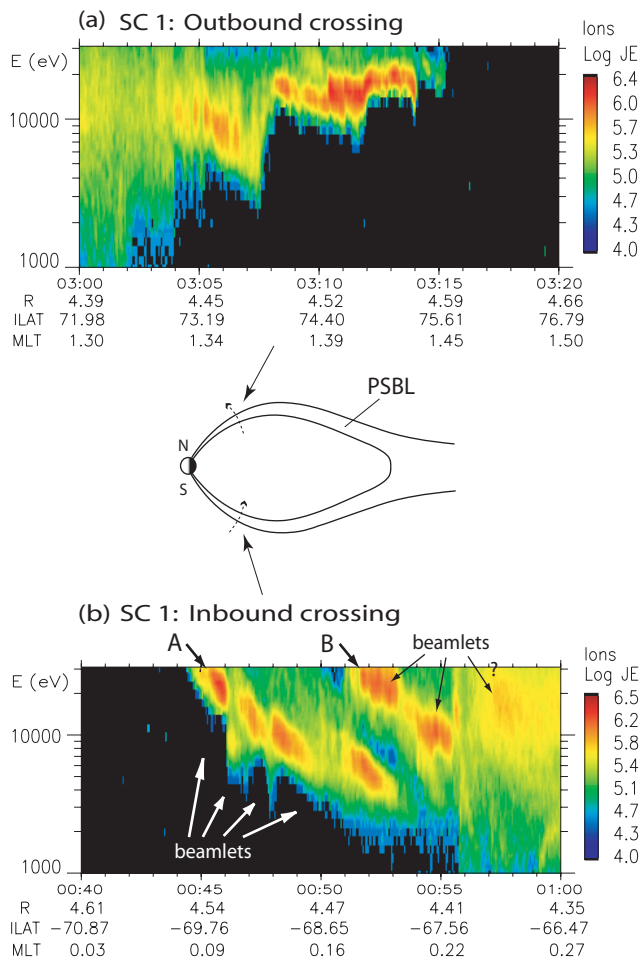 (a) SC 1: Outbound crossing
Ions
Log JE
E (eV)
10000
1000
6.4
6.0
5.7
5.4
5.0
4.7
4.4
4.0
03:00 03:05 03:10 03:15 03:20
R 4.39 4.45 4.52 4.59 4.66
ILAT 71.98 73.19 74.40 75.61 76.79
MLT 1.30 1.34 1.39 1.45 1.50
PSBL
N
S
(b) SC 1: Inbound crossing
A B beamlets
?
Ions
Log JE
E (eV)
10000
1000
6.5
6.2
5.8
5.4
5.1
4.8
4.4
4.0
beamlets
00:40 00:45 00:50 00:55 01:00
R 4.61 4.54 4.47 4.41 4.35
ILAT −70.87 −69.76 −68.65 −67.56 −66.47
MLT 0.03 0.09 0.16 0.22 0.27